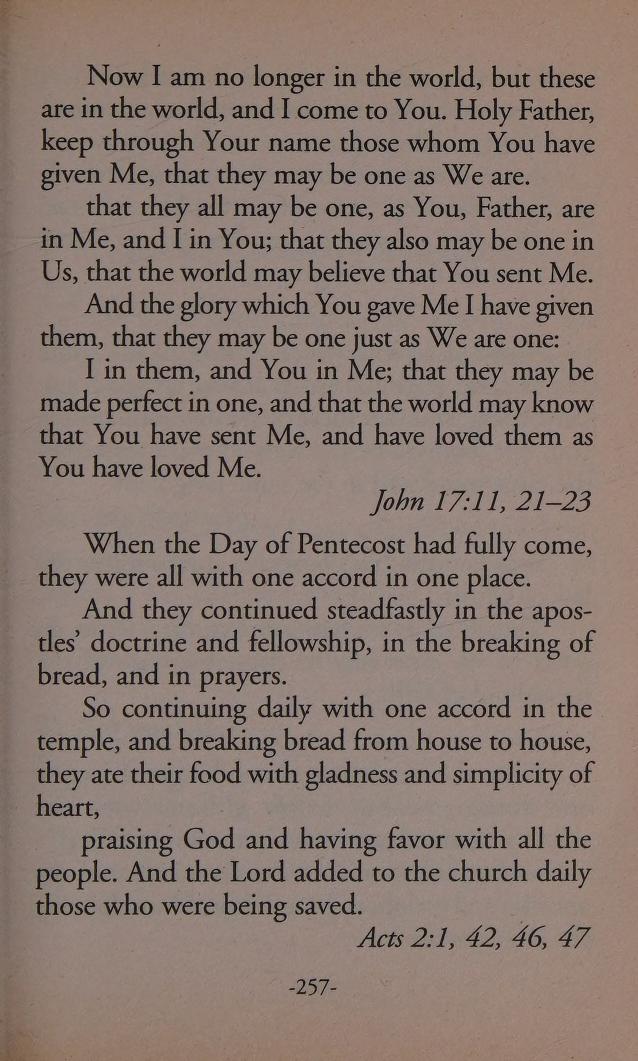 Now I am no longer in the world, but these
are in the world, and I come to You. Holy Father,
keep through Your name those whom You have
given Me, that they may be one as We are.
that they all may be one, as You, Father, are
in Me, and I in You; that they also may be one in
Us, that the world may believe that You sent Me.
And the glory which You gave Me I have given
them, that they may be one just as We are one:
I in them, and You in Me; that they may be
made perfect in one, and that the world may know
that You have sent Me, and have loved them as
You have loved Me.
John 17:11, 21–23
When the Day of Pentecost had fully come,
they were all with one accord in one place.
And they continued steadfastly in the apos-
tles’ doctrine and fellowship, in the breaking of
bread, and in prayers.
So continuing daily with one accord in the
temple, and breaking bread from house to house,
they ate their food with gladness and simplicity of
heart,
praising God and having favor with all the
people. And the Lord added to the church daily
those who were being saved.
Acts 2:1, 42, 46, 47
-257-